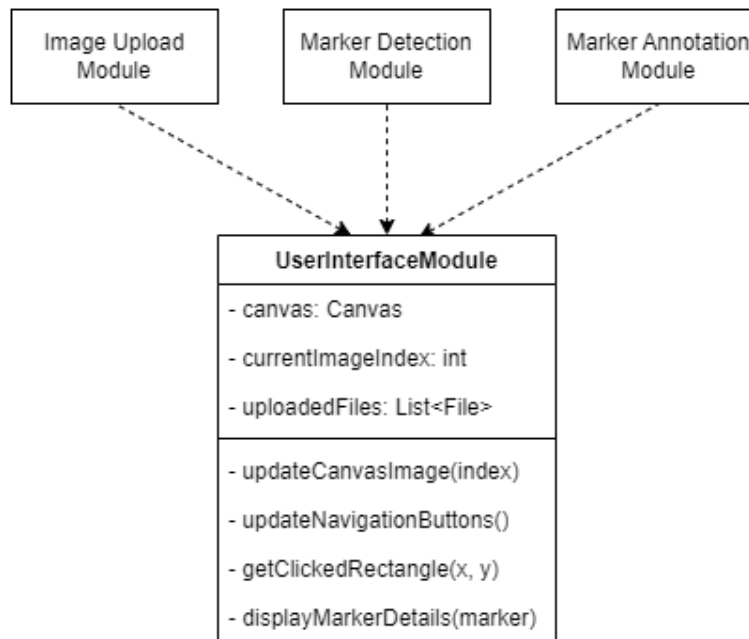 Image Upload
Module
Marker Detection
Module
Marker Annotation
Module
UserInterfaceModule
- canvas: Canvas
- currentImageIndex: int
- uploadedFiles: List<File>
- updateCanvasImage(index)
- updateNavigationButtons()
- getClickedRectangle(x, y)
- displayMarkerDetails(marker)